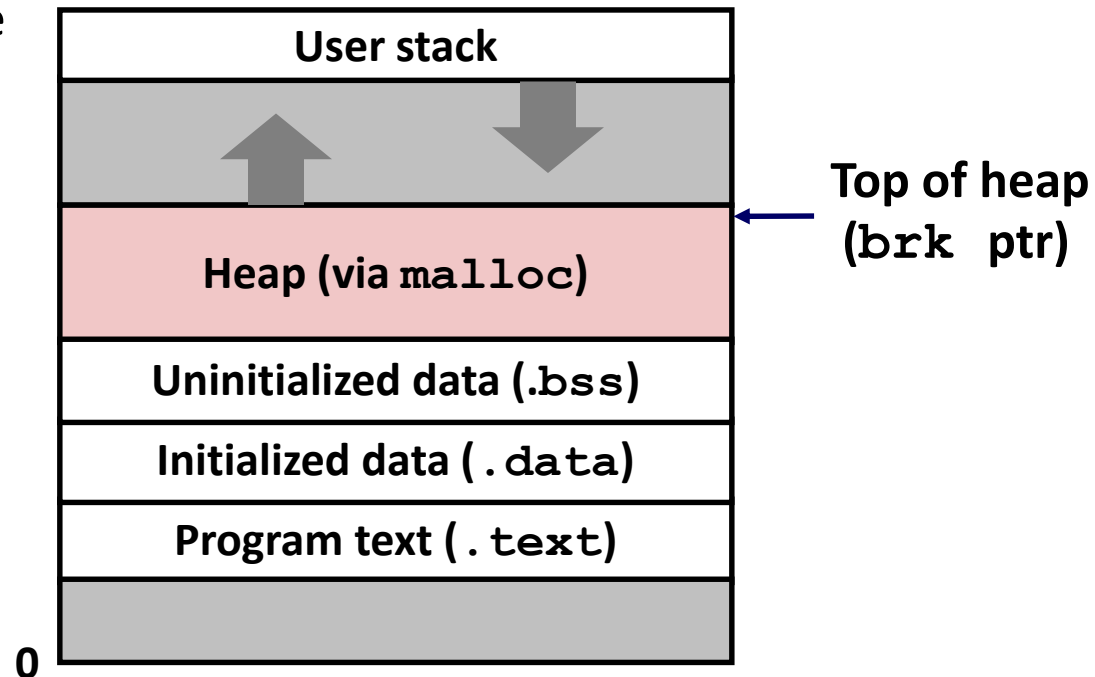 e
User stack
Top of heap
(brk ptr)
Heap (via malloc)
Uninitialized data (.bss)
Initialized data (.data)
Program text (.text)
0